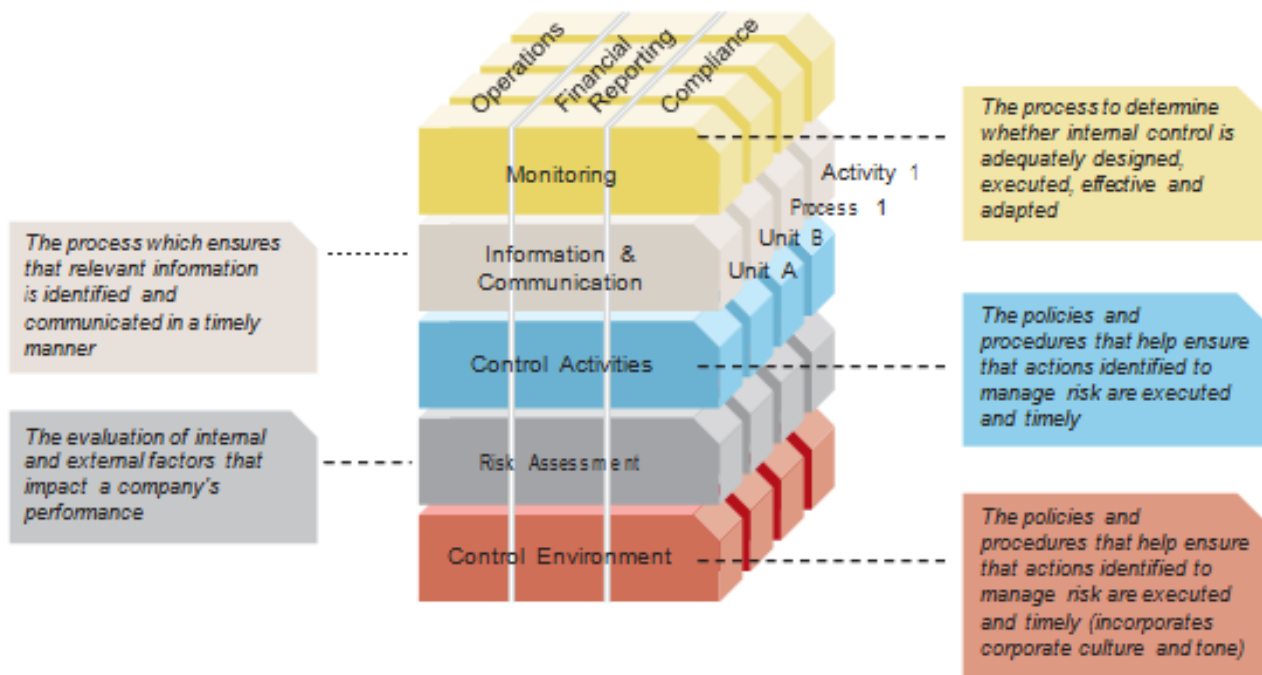 Operations
Financial
Reporting
Compliance
Monitoring
Information &
Communication
Control Activities
Risk Assessment
Control Environment
Activity 1
Process 1
Unit B
Unit A
The process which ensures
that relevant information
is identified and
communicated in a timely
manner
The evaluation of internal
and external factors that
impact a company's
performance
The process to determine
whether internal control is
adequately designed,
executed, effective and
adapted
The policies and
procedures that help ensure
that actions identified to
manage risk are executed
and timely
The policies and
procedures that help ensure
that actions identified to
manage risk are executed
and timely (incorporates
corporate culture and tone)